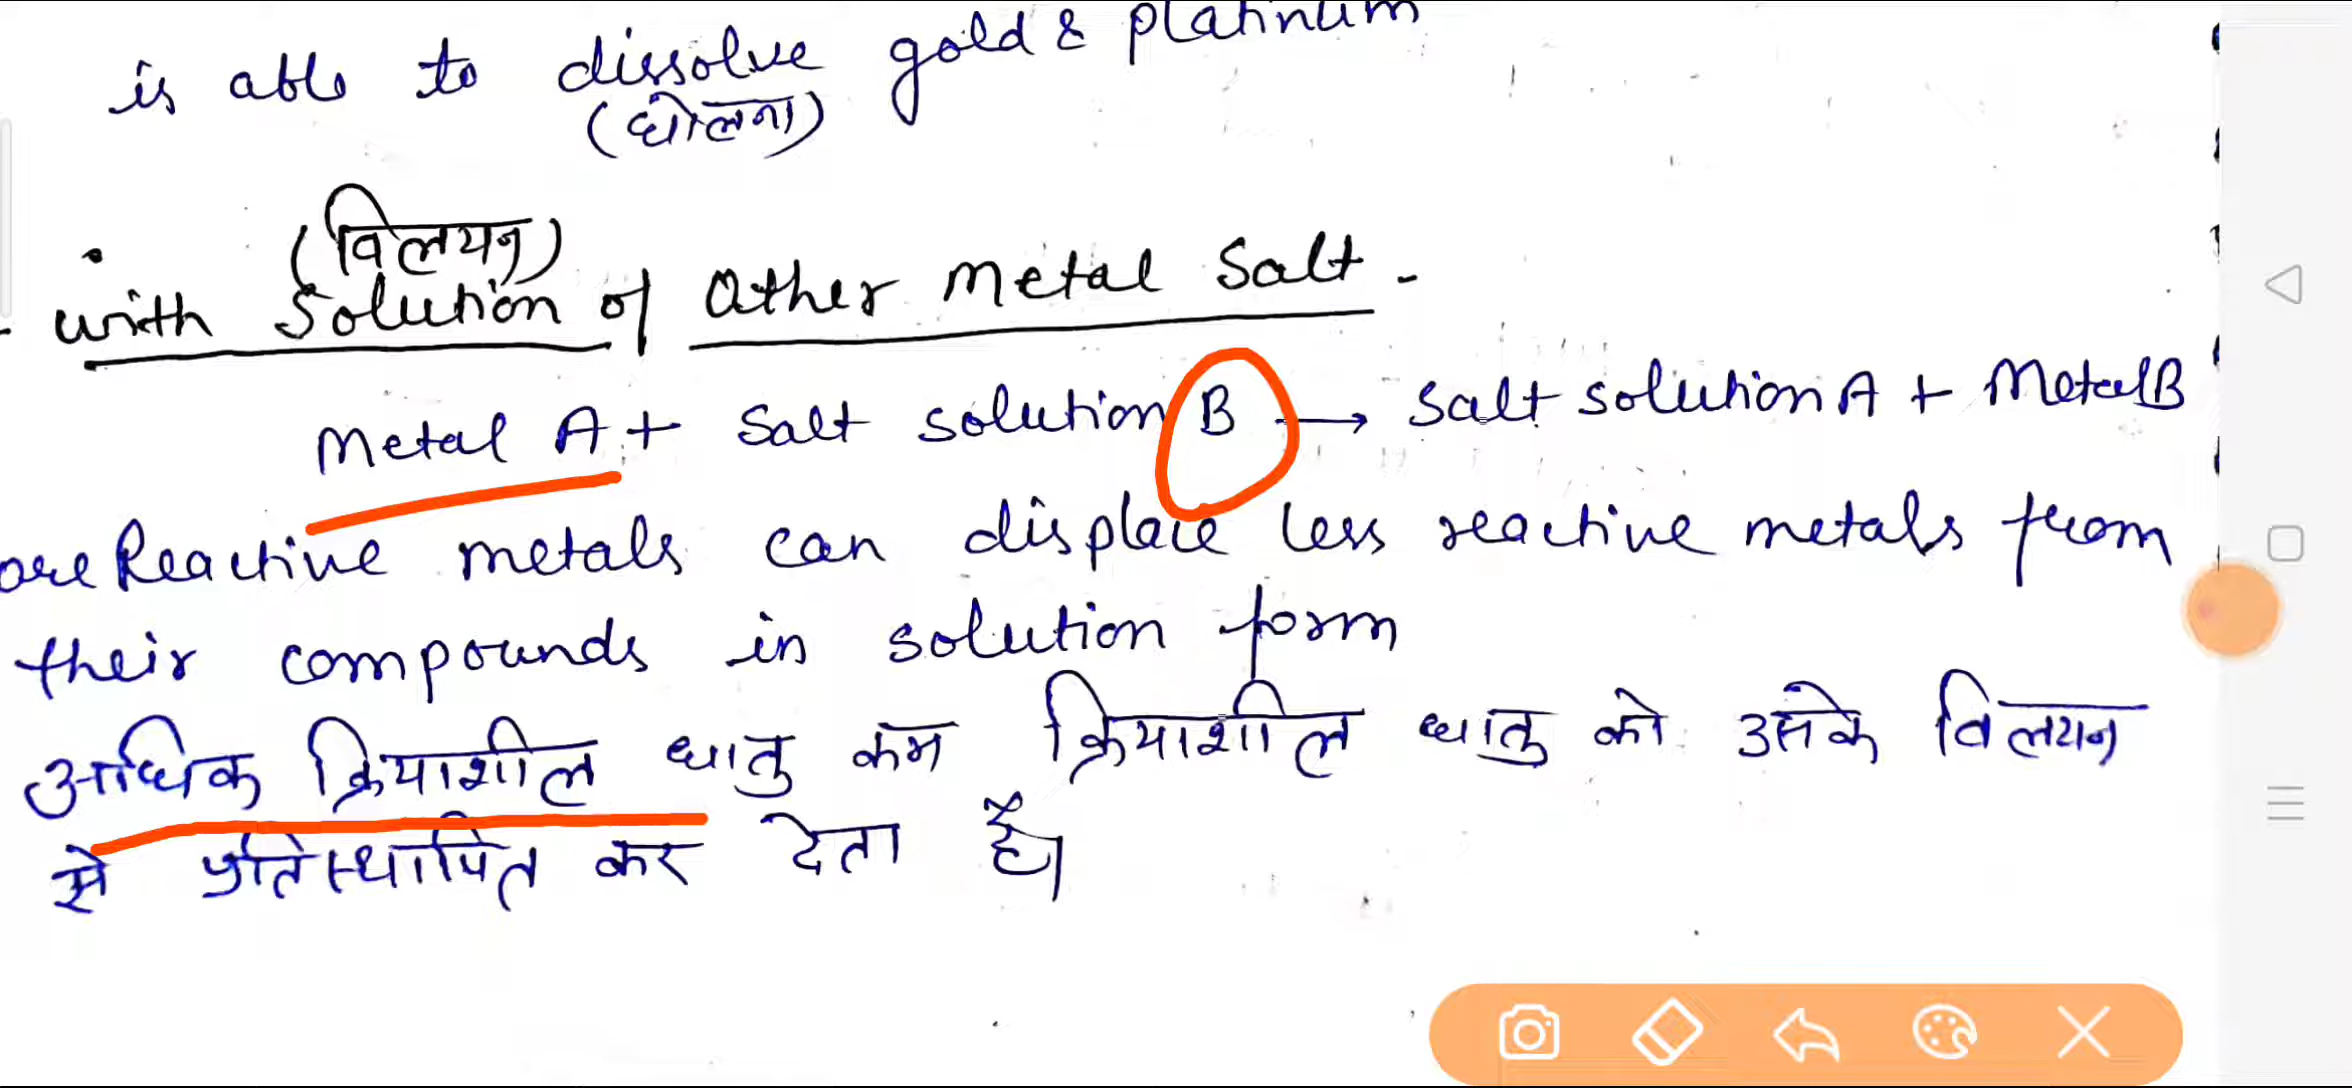 is able to dissolve gold & platinum
(घोलना)
(विलयन)
- with Solution of other metal Salt -
Metal A + Salt solution B → Salt solution A + Metal B
ore Reactive metals can displace less reactive metals from
their compounds in solution form
अधिक क्रियाशील धातु कम क्रियाशील धातु को उसके विलयन
से प्रतिस्थापित कर देता है।